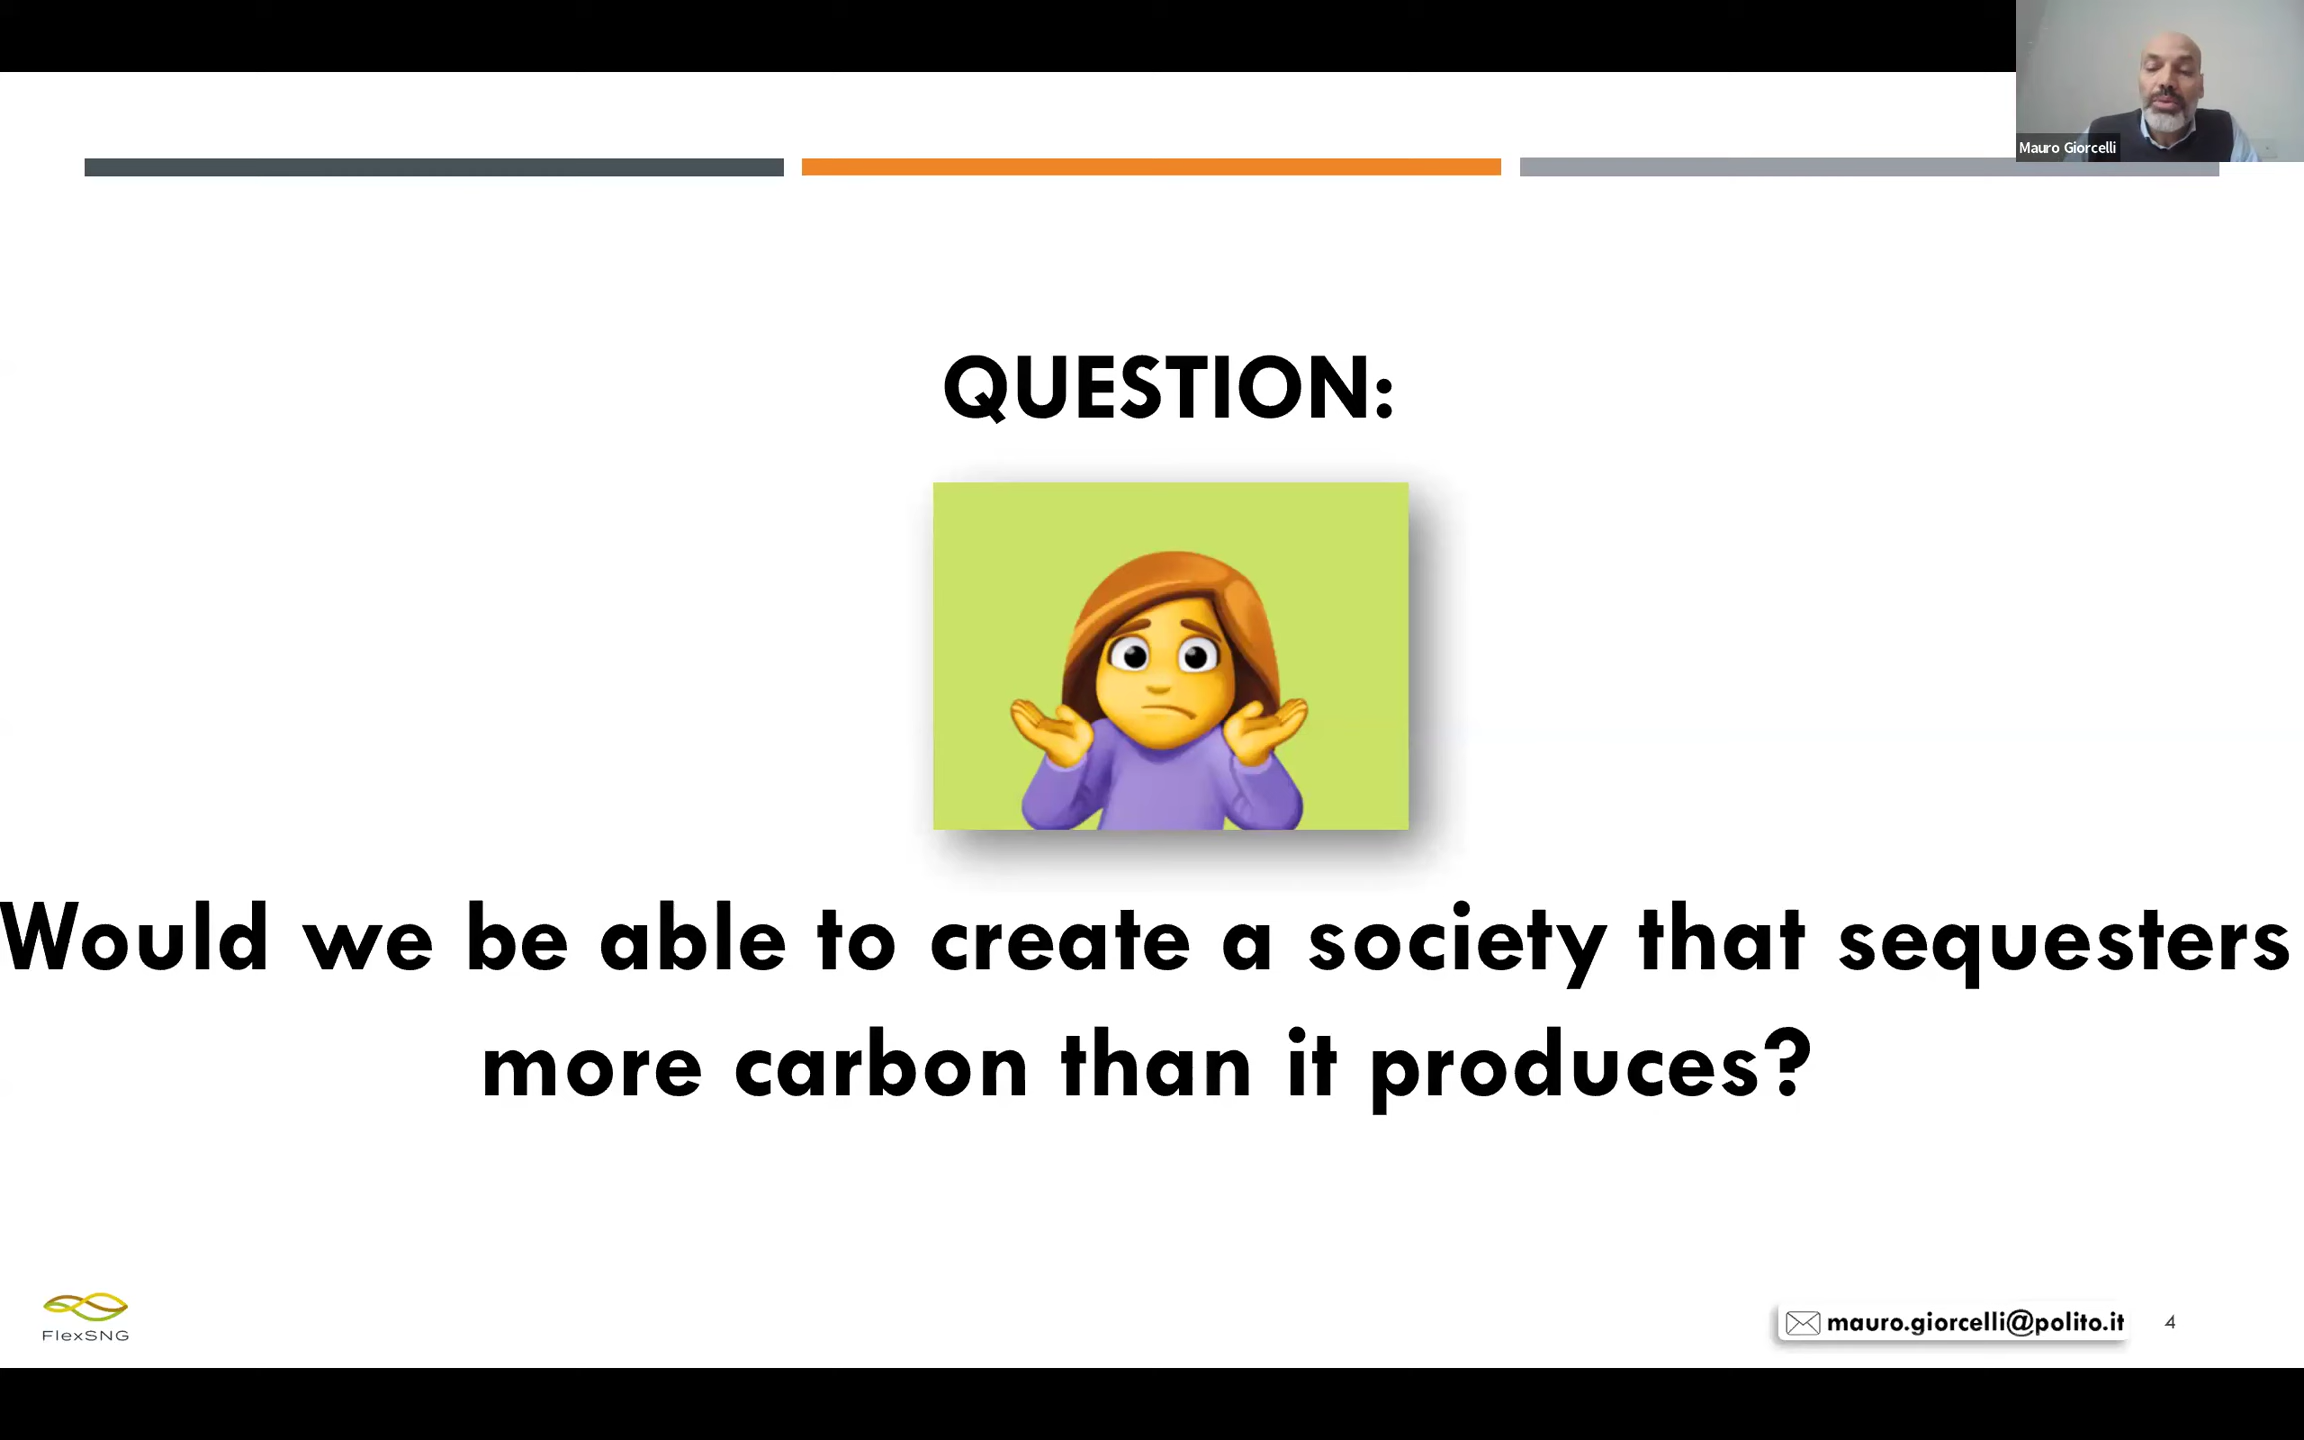 Mauro Giorcelli
QUESTION:
Would we be able to create a society that sequesters
more carbon than it produces?
FlexSNG
mauro.giorcelli@polito.it
4